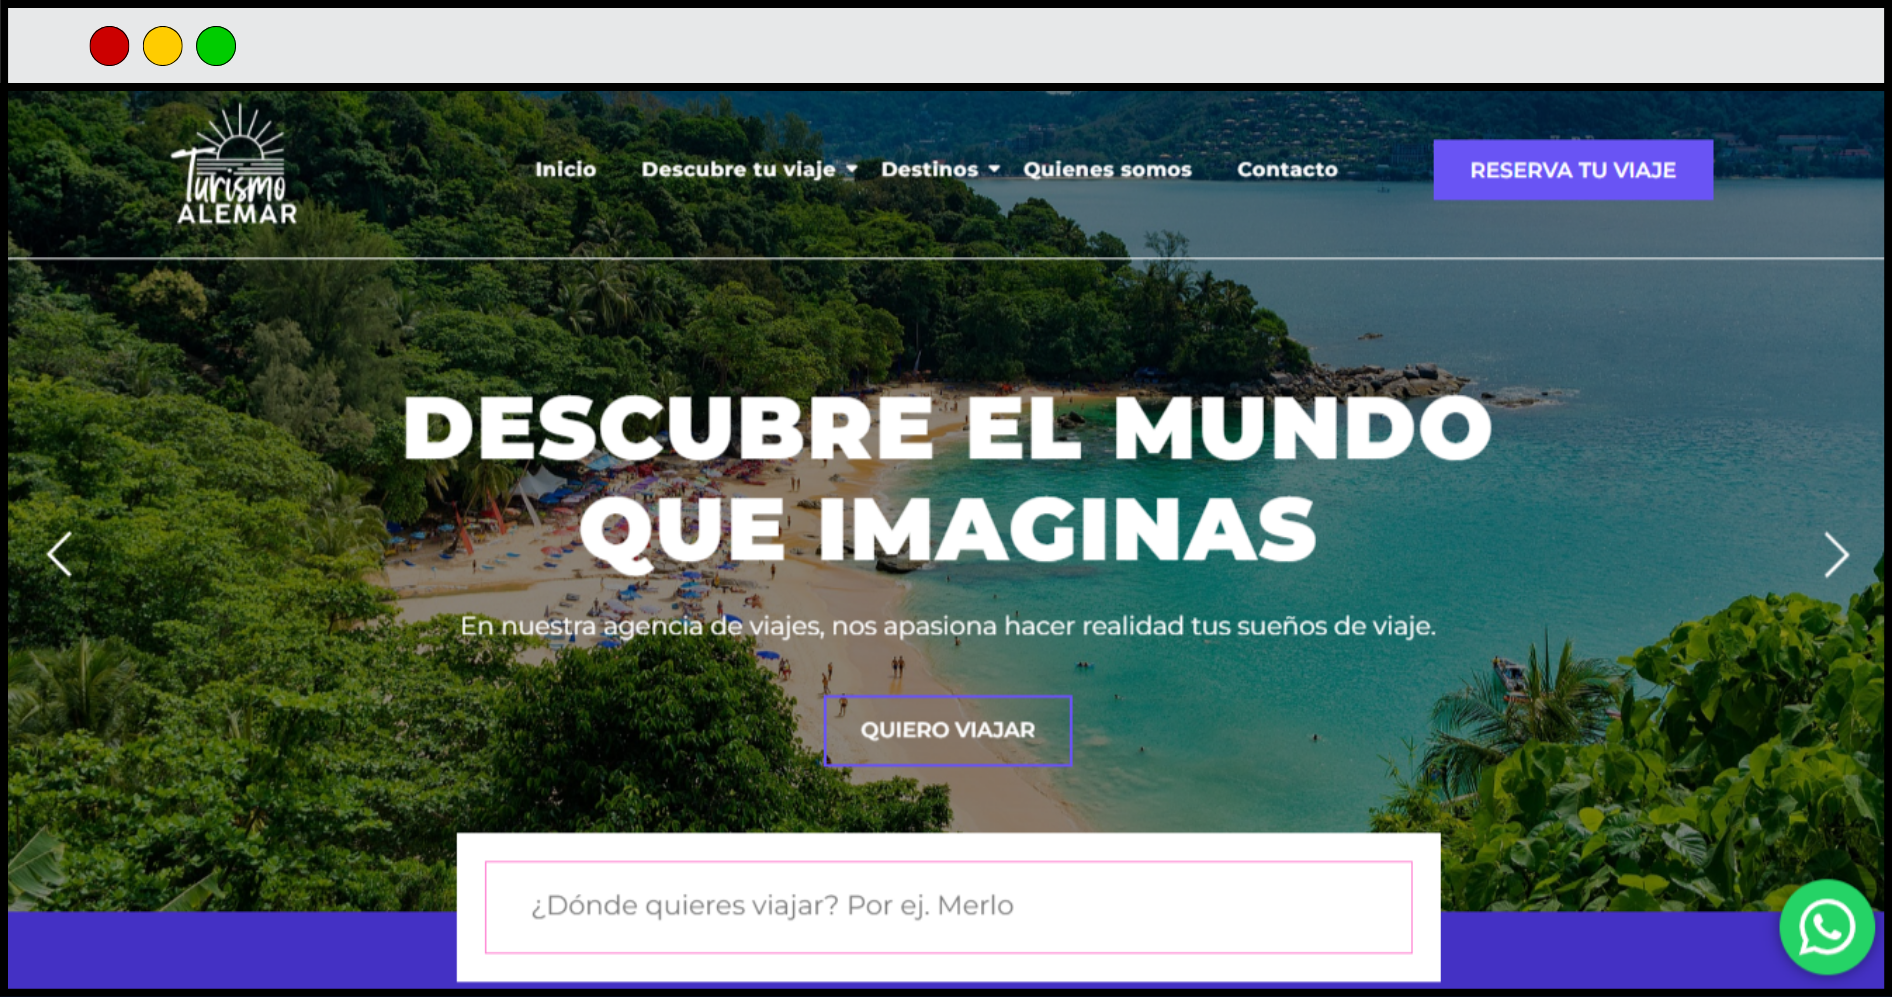 Turismo
ALEMAR
Inicio Descubre tu viaje Destinos Quienes somos Contacto
RESERVA TU VIAJE
DESCUBRE EL MUNDO
QUE IMAGINAS
En nuestra agencia de viajes, nos apasiona hacer realidad tus sueños de viaje.
QUIERO VIAJAR
¿Dónde quieres viajar? Por ej. Merlo